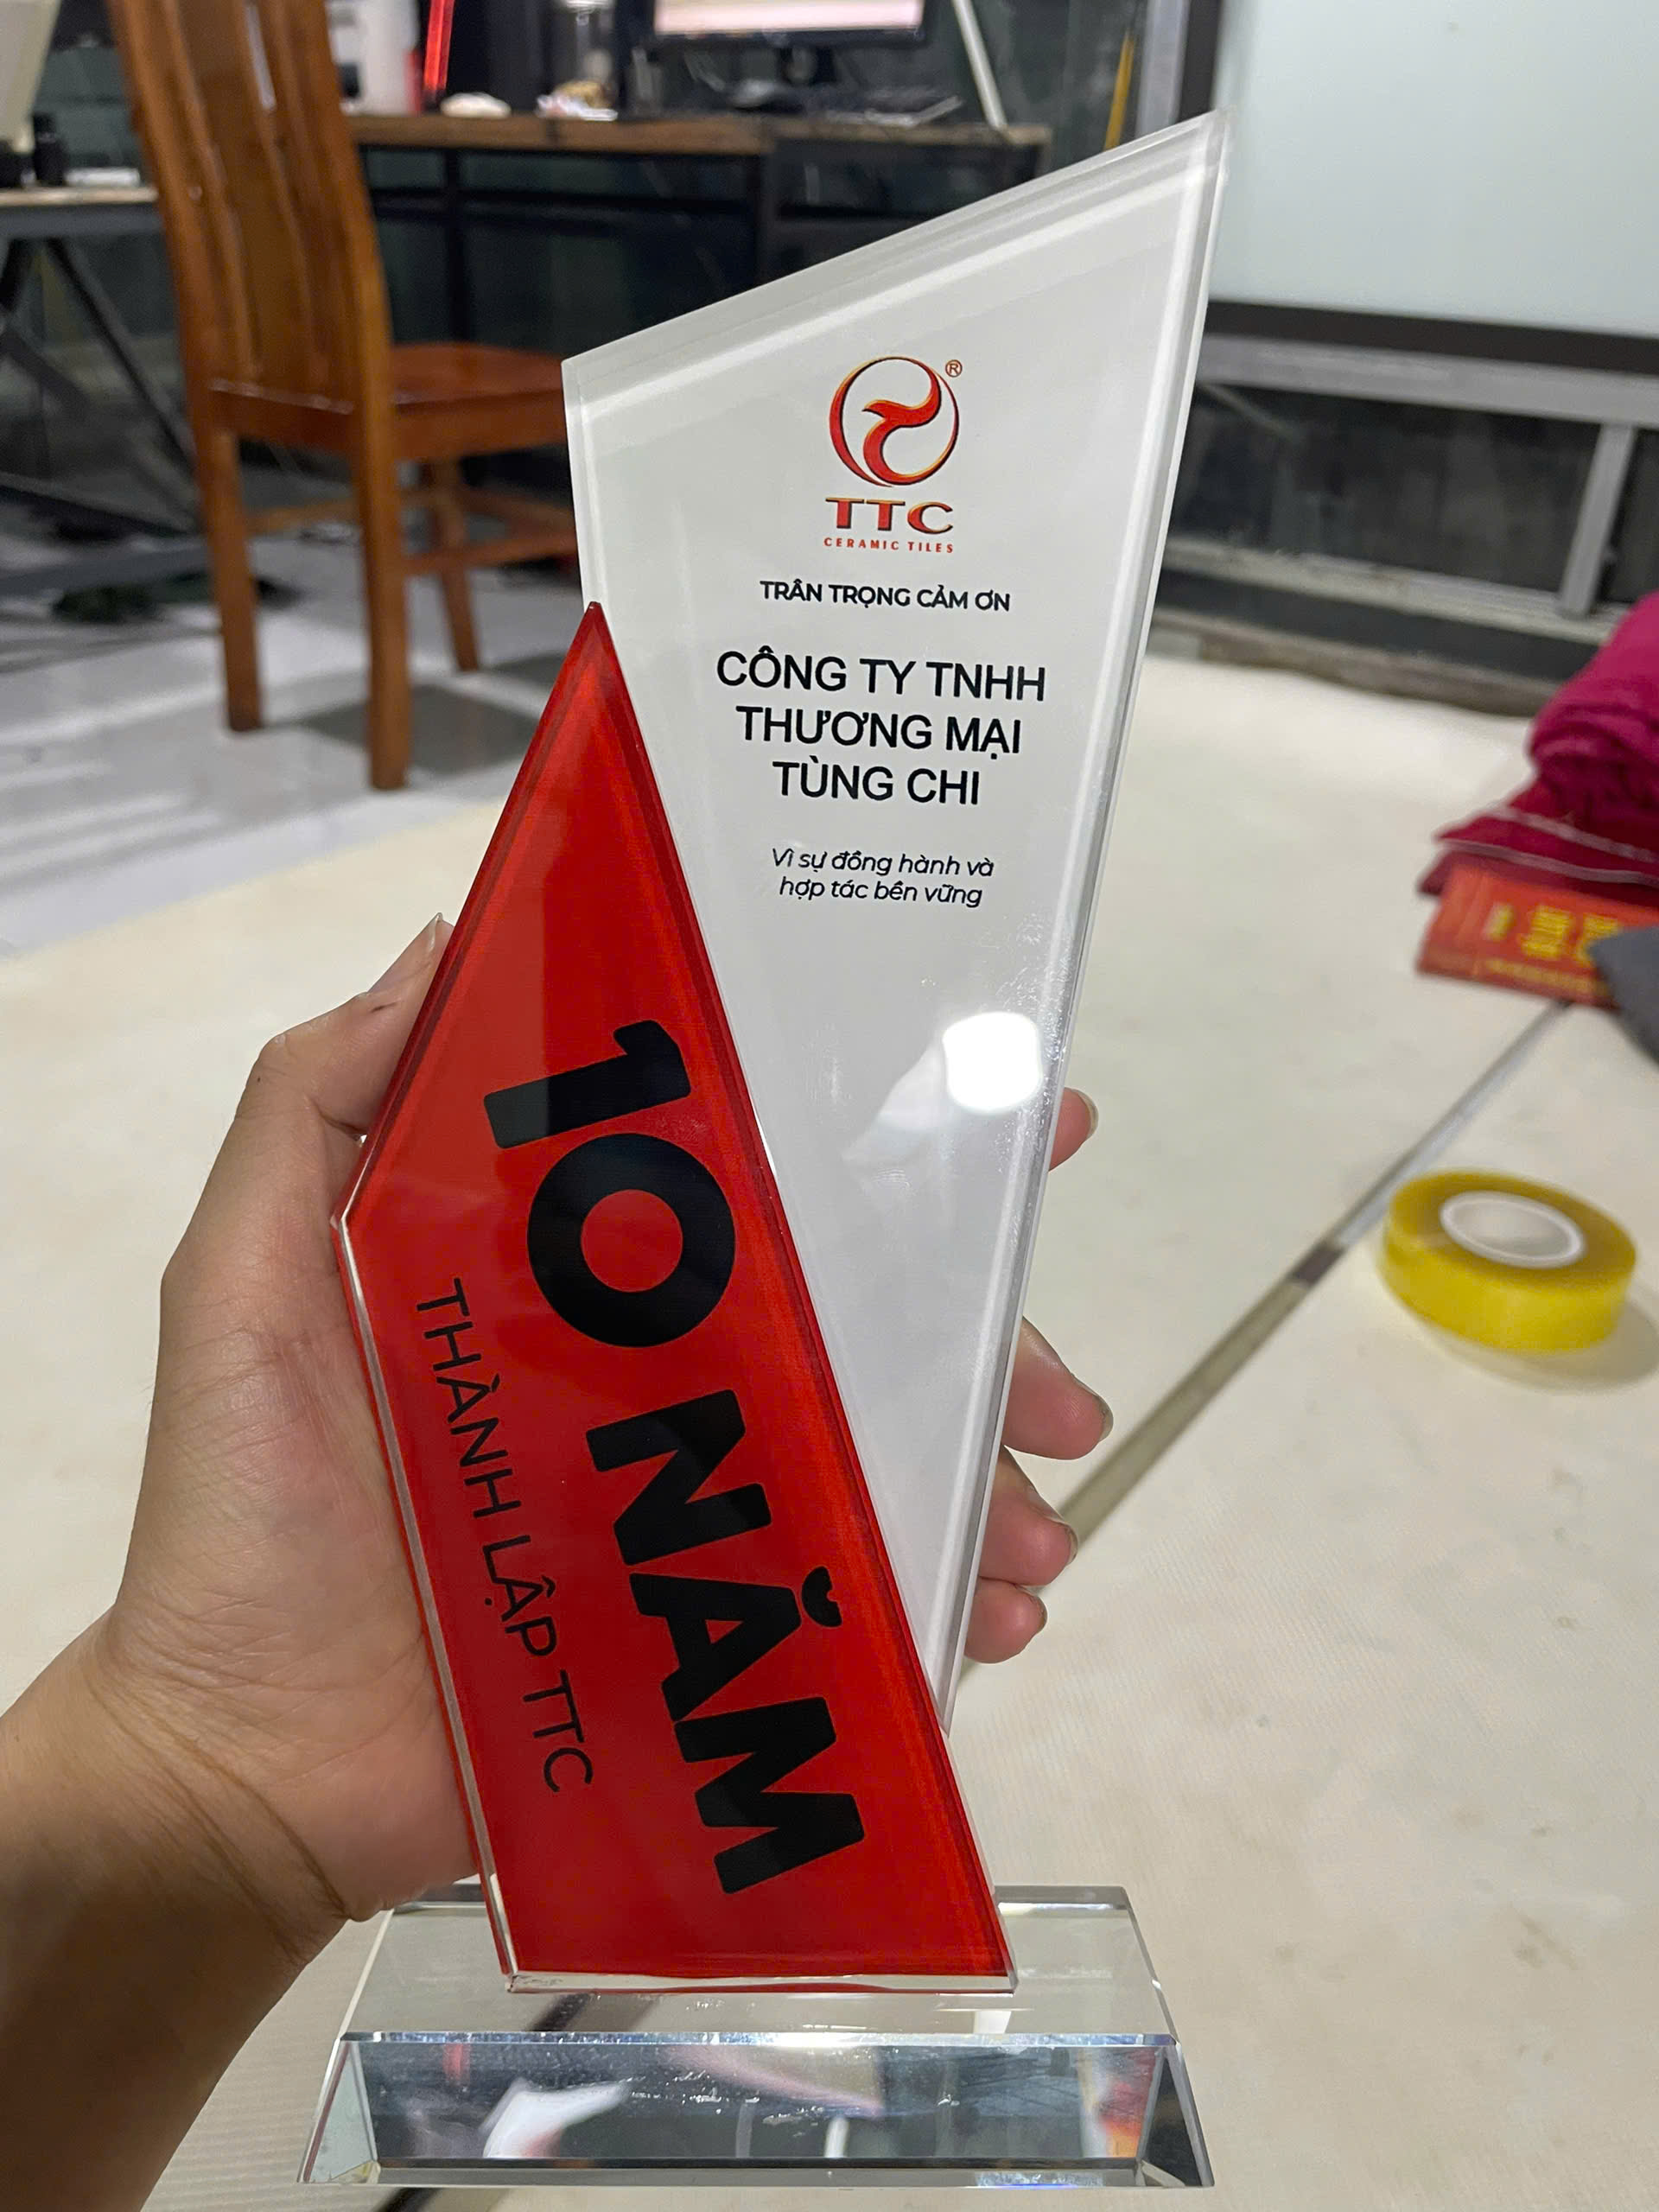 ®
TTC
CERAMIC TILES
TRÂN TRỌNG CẢM ƠN
CÔNG TY TNHH
THƯƠNG MẠI
TÙNG CHI
Vì sự đồng hành và
hợp tác bền vững
10 NĂM
THÀNH LẬP TTC